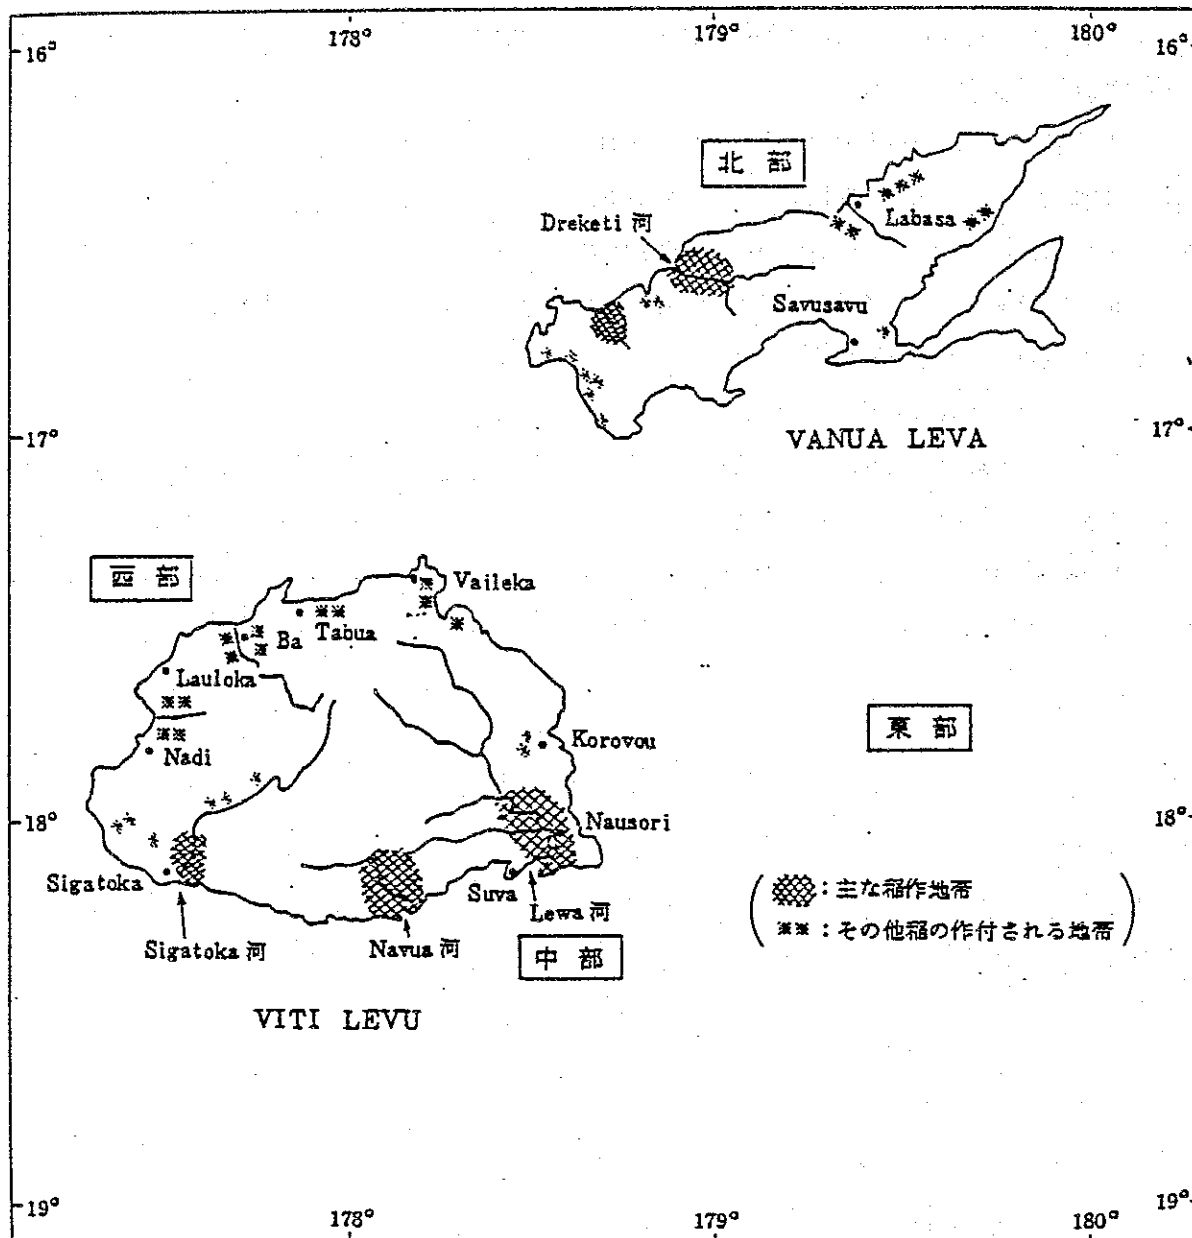 178° 179° 180°
16° 16°
北 部
Dreketi 河
Labasa
Savusavu
17° 17°
VANUA LEVA
西 部
Vaileka
Ba Tabua
Lauloka
Nadi
Korovou
東 部
18° 18°
Nausori
Sigatoka
Suva
Lewa 河
Sigatoka 河
Navua 河
中 部
：主な稲作地帯
※※：その他稲の作付される地帯
VITI LEVU
19° 19°
178° 179° 180°